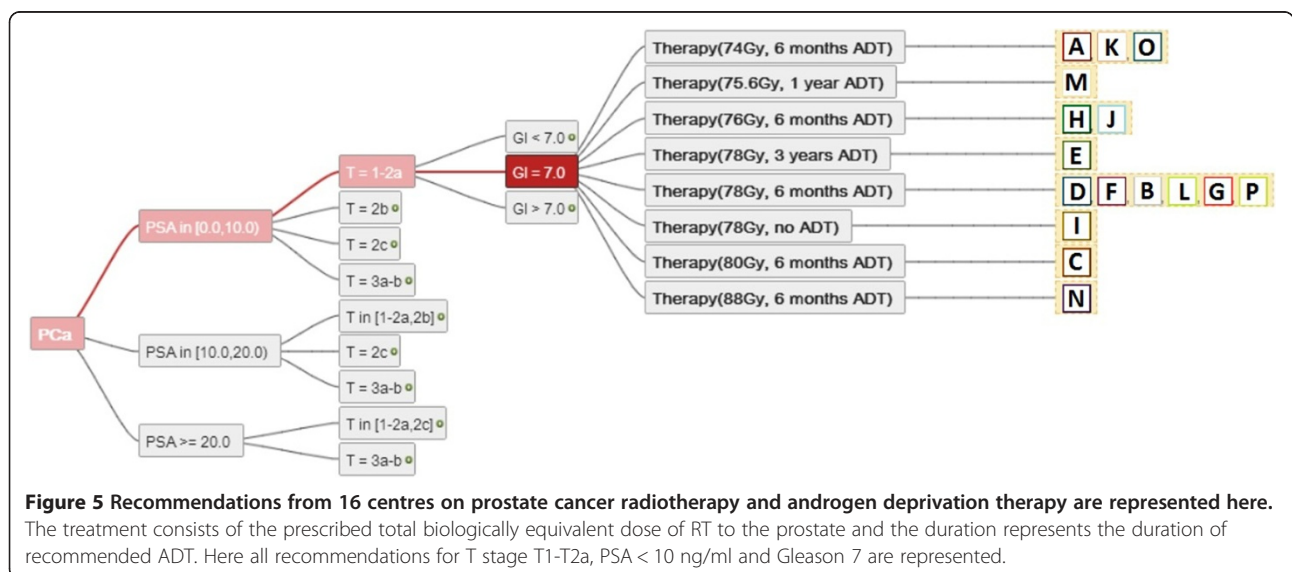 Therapy(74Gy, 6 months ADT) A K O
Therapy(75.6Gy, 1 year ADT) M
Therapy(76Gy, 6 months ADT) H J
Gl < 7.0
Therapy(78Gy, 3 years ADT) E
T = 1-2a
Gl = 7.0
Therapy(78Gy, 6 months ADT) D F B L G P
T = 2b
Gl > 7.0
PSA in [0.0,10.0)
Therapy(78Gy, no ADT) I
T = 2c
Therapy(80Gy, 6 months ADT) C
T = 3a-b
Therapy(88Gy, 6 months ADT) N
T in [1-2a,2b]
PCa
PSA in [10.0,20.0)
T = 2c
T = 3a-b
T in [1-2a,2c]
PSA >= 20.0
T = 3a-b
Figure 5 Recommendations from 16 centres on prostate cancer radiotherapy and androgen deprivation therapy are represented here.
The treatment consists of the prescribed total biologically equivalent dose of RT to the prostate and the duration represents the duration of
recommended ADT. Here all recommendations for T stage T1-T2a, PSA < 10 ng/ml and Gleason 7 are represented.